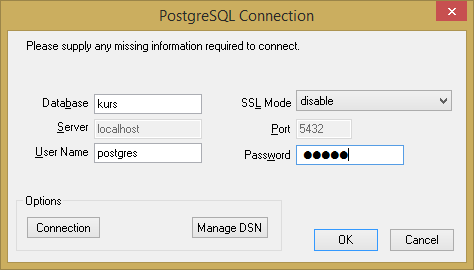 PostgreSQL Connection
Please supply any missing information required to connect.
Database kurs SSL Mode disable
Server localhost Port 5432
User Name postgres Password ●●●●●
Options
Connection Manage DSN OK Cancel